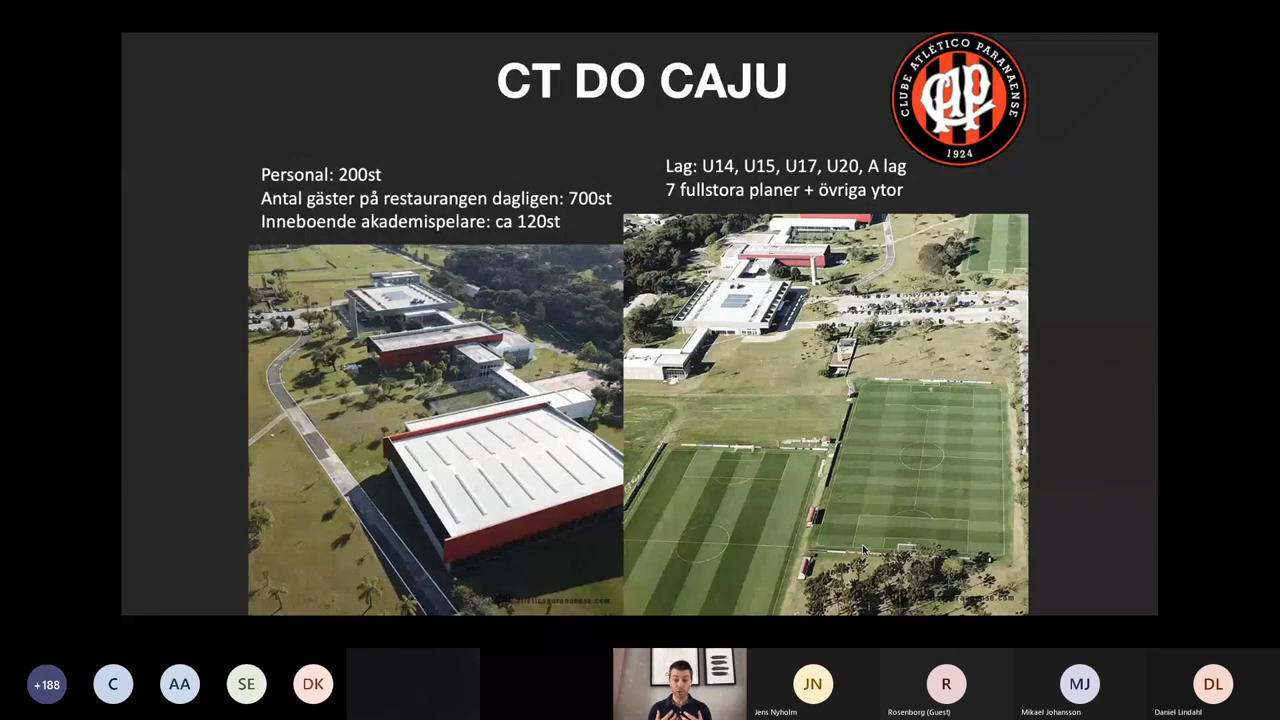 CT DO CAJU
CLUBE ATLÉTICO PARANAENSE
CAP
1924
Personal: 200st
Antal gäster på restaurangen dagligen: 700st
Inneboende akademispelare: ca 120st
Lag: U14, U15, U17, U20, A lag
7 fullstora planer + övriga ytor
+188
C
AA
SE
DK
JN
R
MJ
DL
Jens Nyholm
Rosenborg (Guest)
Mikael Johansson
Daniel Lindahl